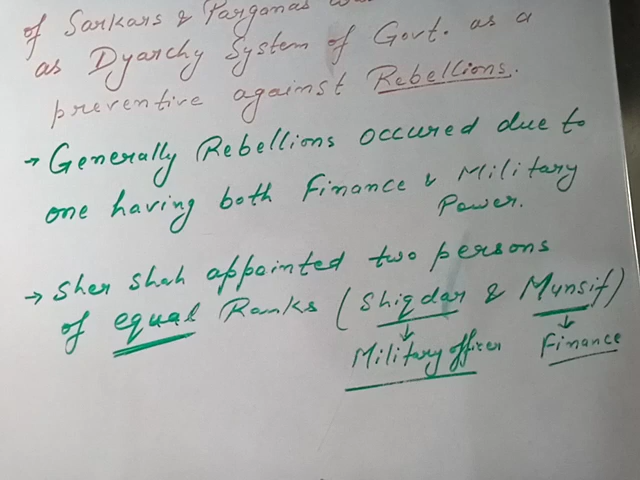 of Sarkars & Parganas
as Dyarchy System of Govt. as a
preventive against Rebellions.
→ Generally Rebellions occured due to
one having both Finance & Military
Power.
→ Sher Shah appointed two persons
of equal Ranks (Shiqdar & Munsif)
↓ ↓
Military officer Finance